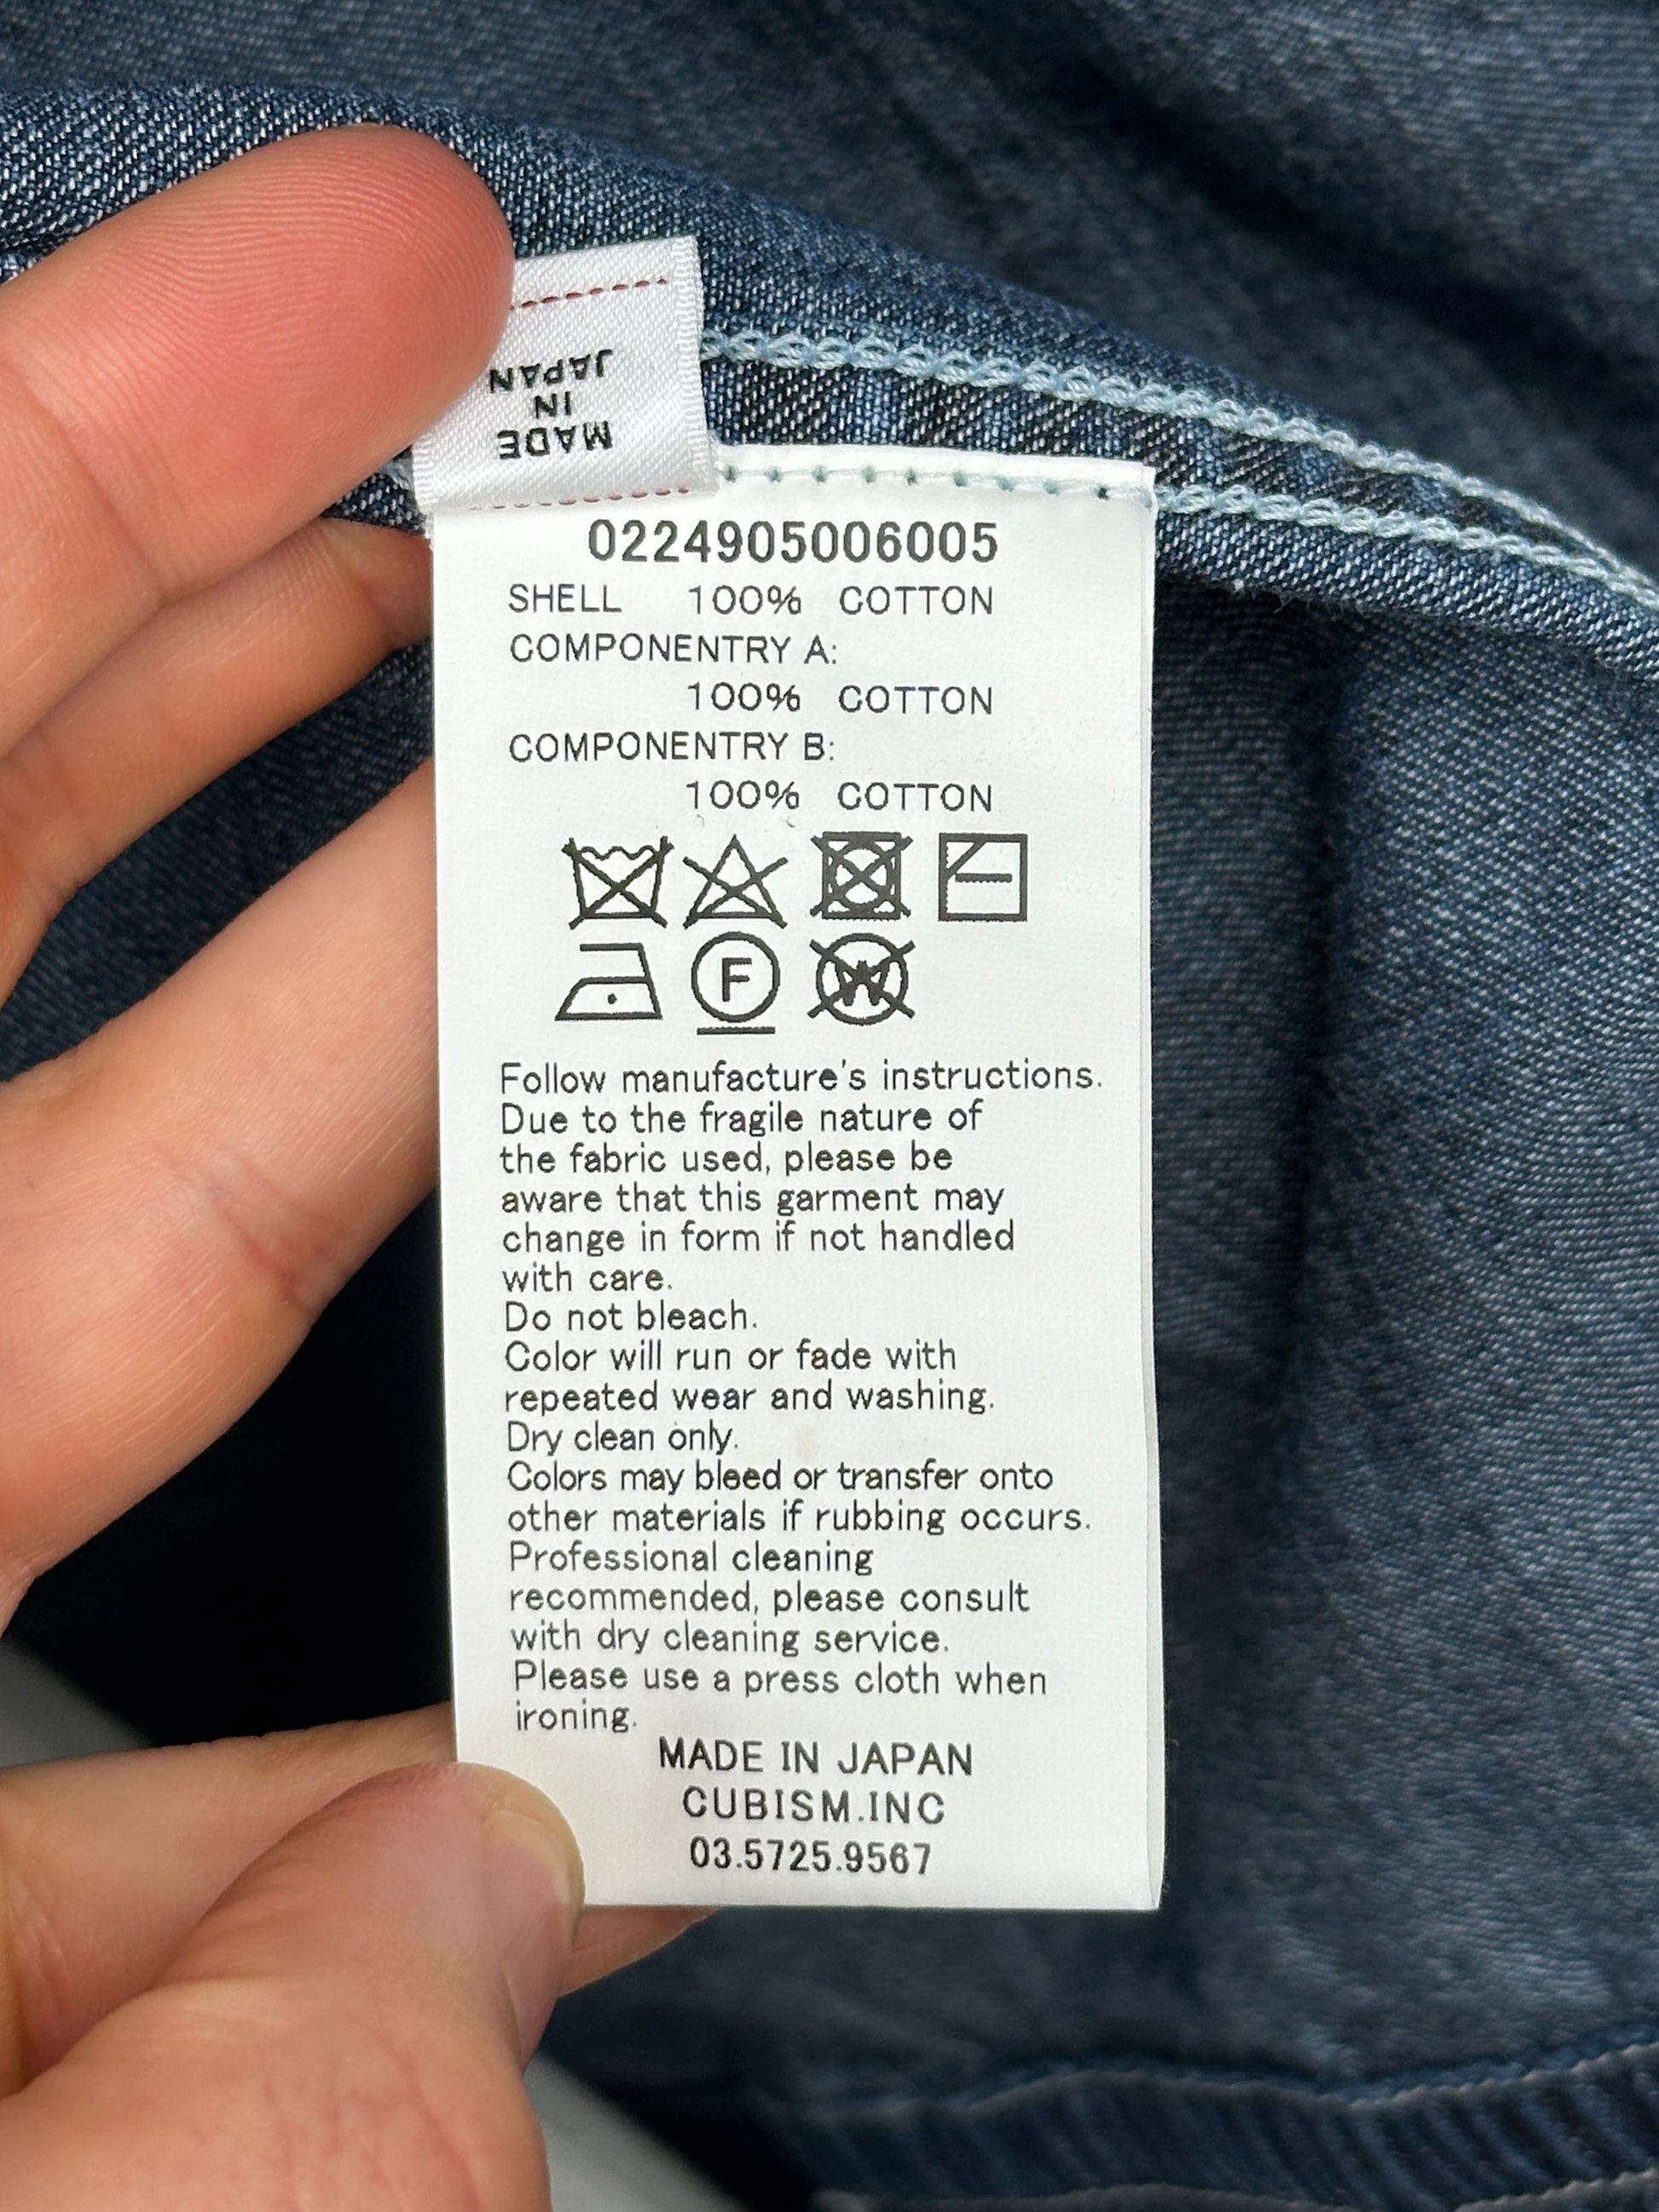 MADE
IN
JAPAN
0224905006005
SHELL 100% COTTON
COMPONENTRY A:
100% COTTON
COMPONENTRY B:
100% COTTON
F
W
Follow manufacture's instructions.
Due to the fragile nature of
the fabric used, please be
aware that this garment may
change in form if not handled
with care.
Do not bleach.
Color will run or fade with
repeated wear and washing.
Dry clean only.
Colors may bleed or transfer onto
other materials if rubbing occurs.
Professional cleaning
recommended, please consult
with dry cleaning service.
Please use a press cloth when
ironing.
MADE IN JAPAN
CUBISM.INC
03.5725.9567